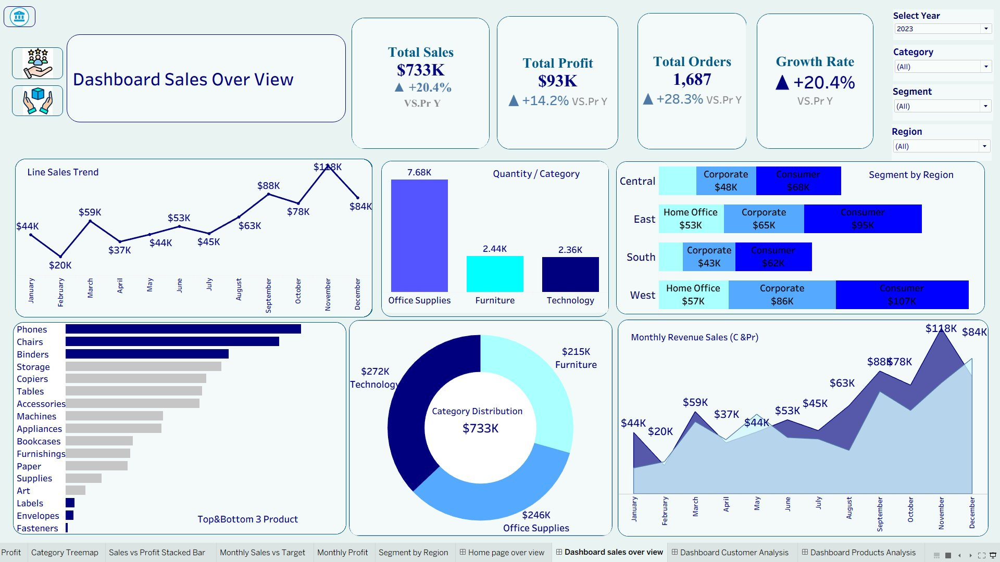 Dashboard Sales Over View
Total Sales
$733K
▲ +20.4%
VS.Pr Y
Total Profit
$93K
▲ +14.2% VS.Pr Y
Total Orders
1,687
▲ +28.3% VS.Pr Y
Growth Rate
▲ +20.4%
VS.Pr Y
Select Year
2023
Category
(All)
Segment
(All)
Region
(All)
Line Sales Trend
$44K
$20K
$59K
$37K
$44K
$53K
$45K
$63K
$88K
$78K
$118K
$84K
January
February
March
April
May
June
July
August
September
October
November
December
Quantity / Category
7.68K
2.44K
2.36K
Office Supplies
Furniture
Technology
Segment by Region
Central
Corporate
$48K
Consumer
$68K
East
Home Office
$53K
Corporate
$65K
Consumer
$95K
South
Corporate
$43K
Consumer
$62K
West
Home Office
$57K
Corporate
$86K
Consumer
$107K
Phones
Chairs
Binders
Storage
Copiers
Tables
Accessories
Machines
Appliances
Bookcases
Furnishings
Paper
Supplies
Art
Labels
Envelopes
Fasteners
Top&Bottom 3 Product
$215K
Furniture
$272K
Technology
Category Distribution
$733K
$246K
Office Supplies
Monthly Revenue Sales (C &Pr)
$44K
$20K
$59K
$37K
$44K
$53K
$45K
$63K
$88K
$78K
$118K
$84K
January
February
March
April
May
June
July
August
September
October
November
December
Profit
Category Treemap
Sales vs Profit Stacked Bar
Monthly Sales vs Target
Monthly Profit
Segment by Region
Home page over view
Dashboard sales over view
Dashboard Customer Analysis
Dashboard Products Analysis